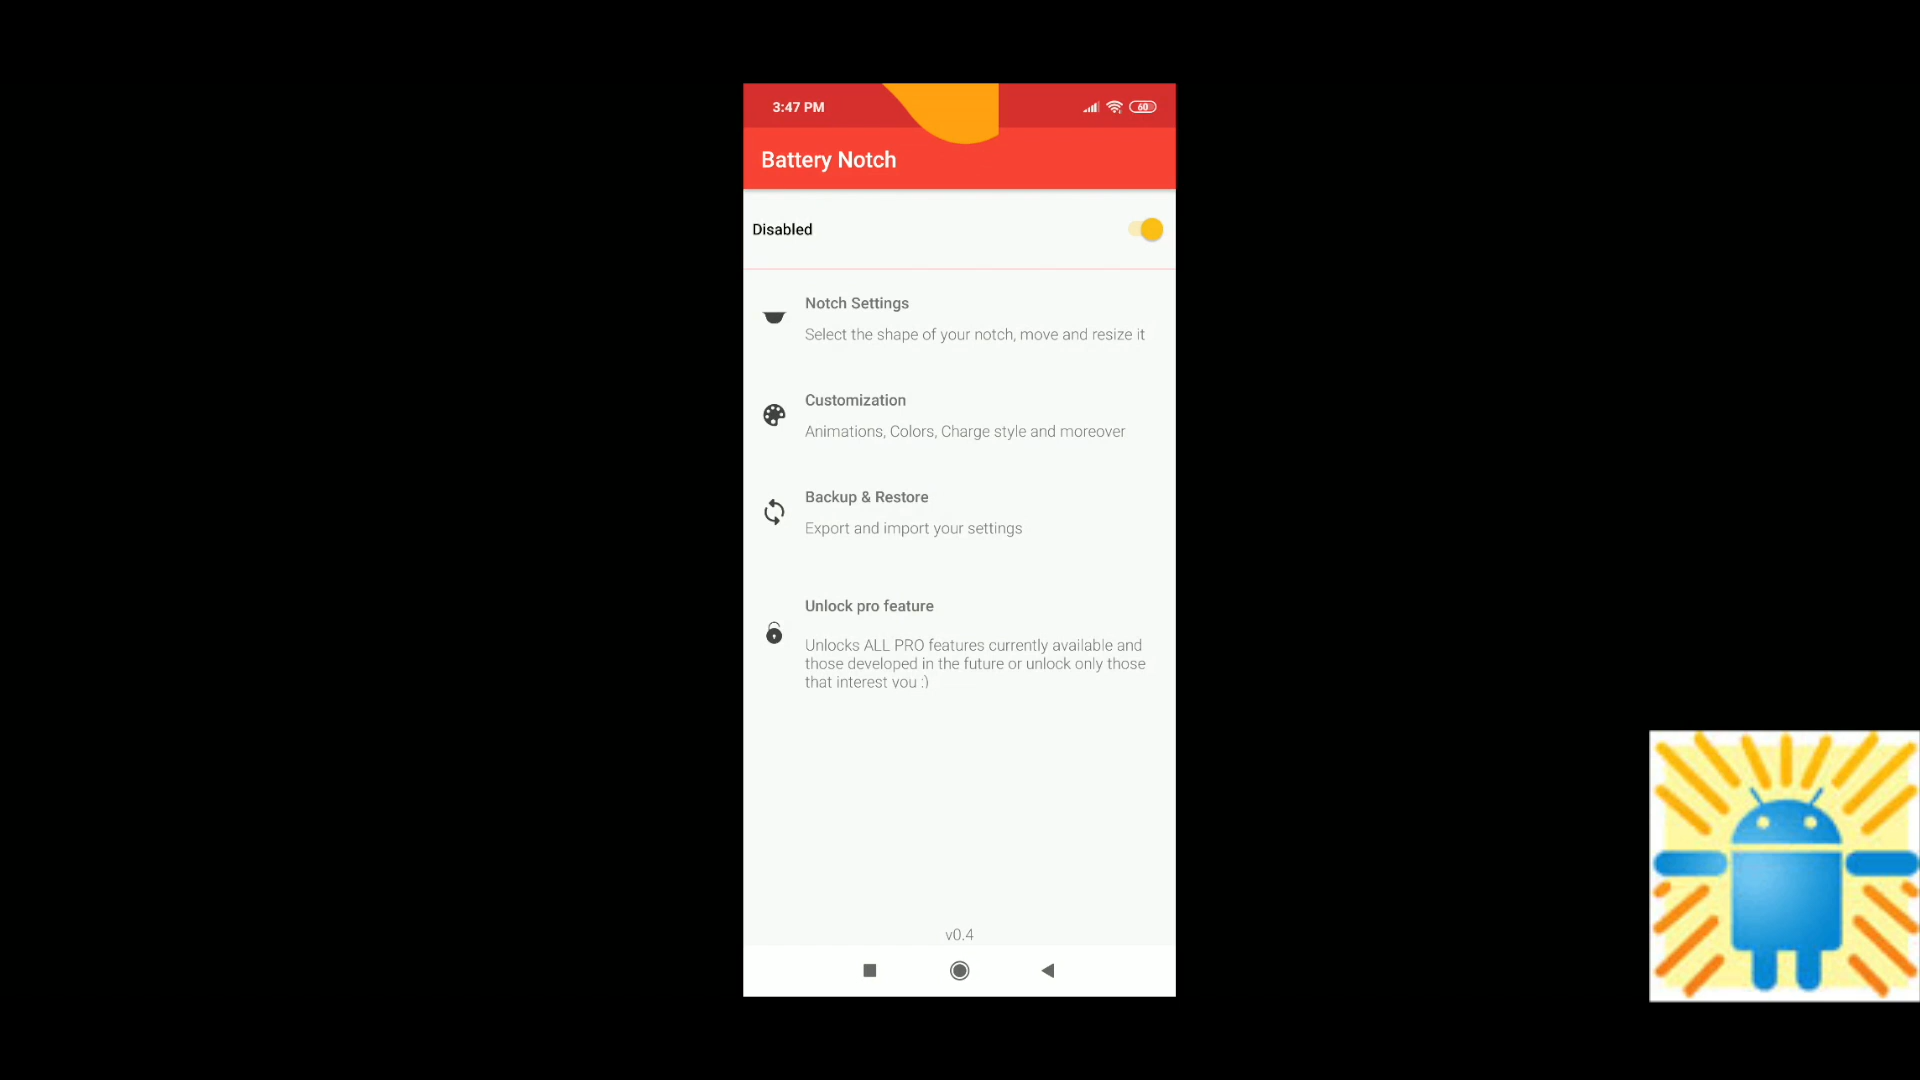 3:47 PM
60
Battery Notch
Disabled
Notch Settings
Select the shape of your notch, move and resize it
Customization
Animations, Colors, Charge style and moreover
Backup & Restore
Export and import your settings
Unlock pro feature
Unlocks ALL PRO features currently available and
those developed in the future or unlock only those
that interest you :)
v0.4